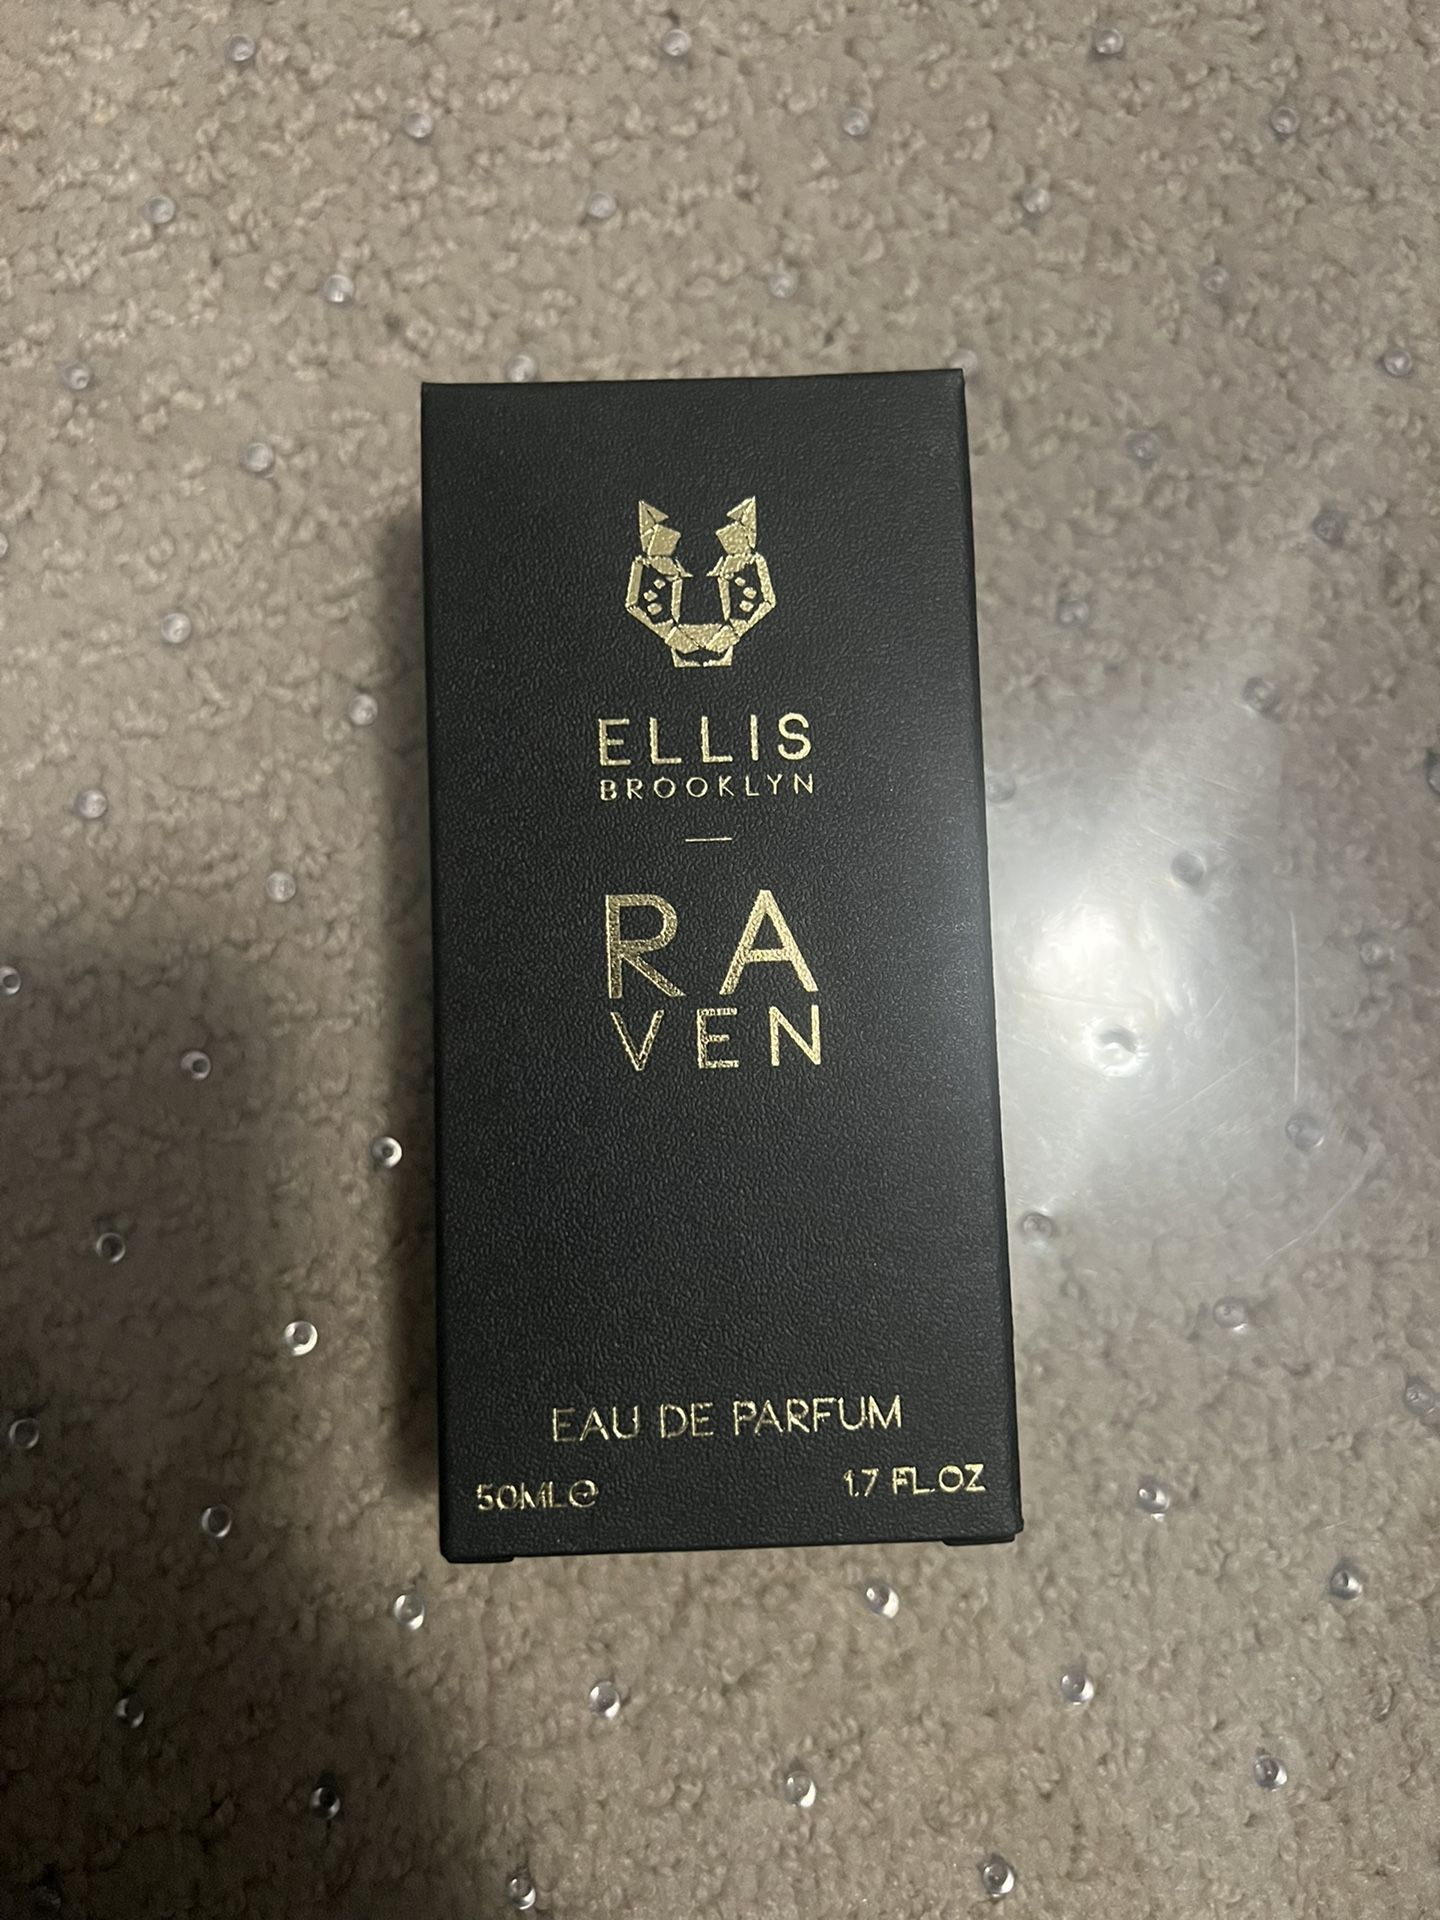 ELLIS
BROOKLYN
RA
VEN
EAU DE PARFUM
50ML℮
1.7 FL.OZ